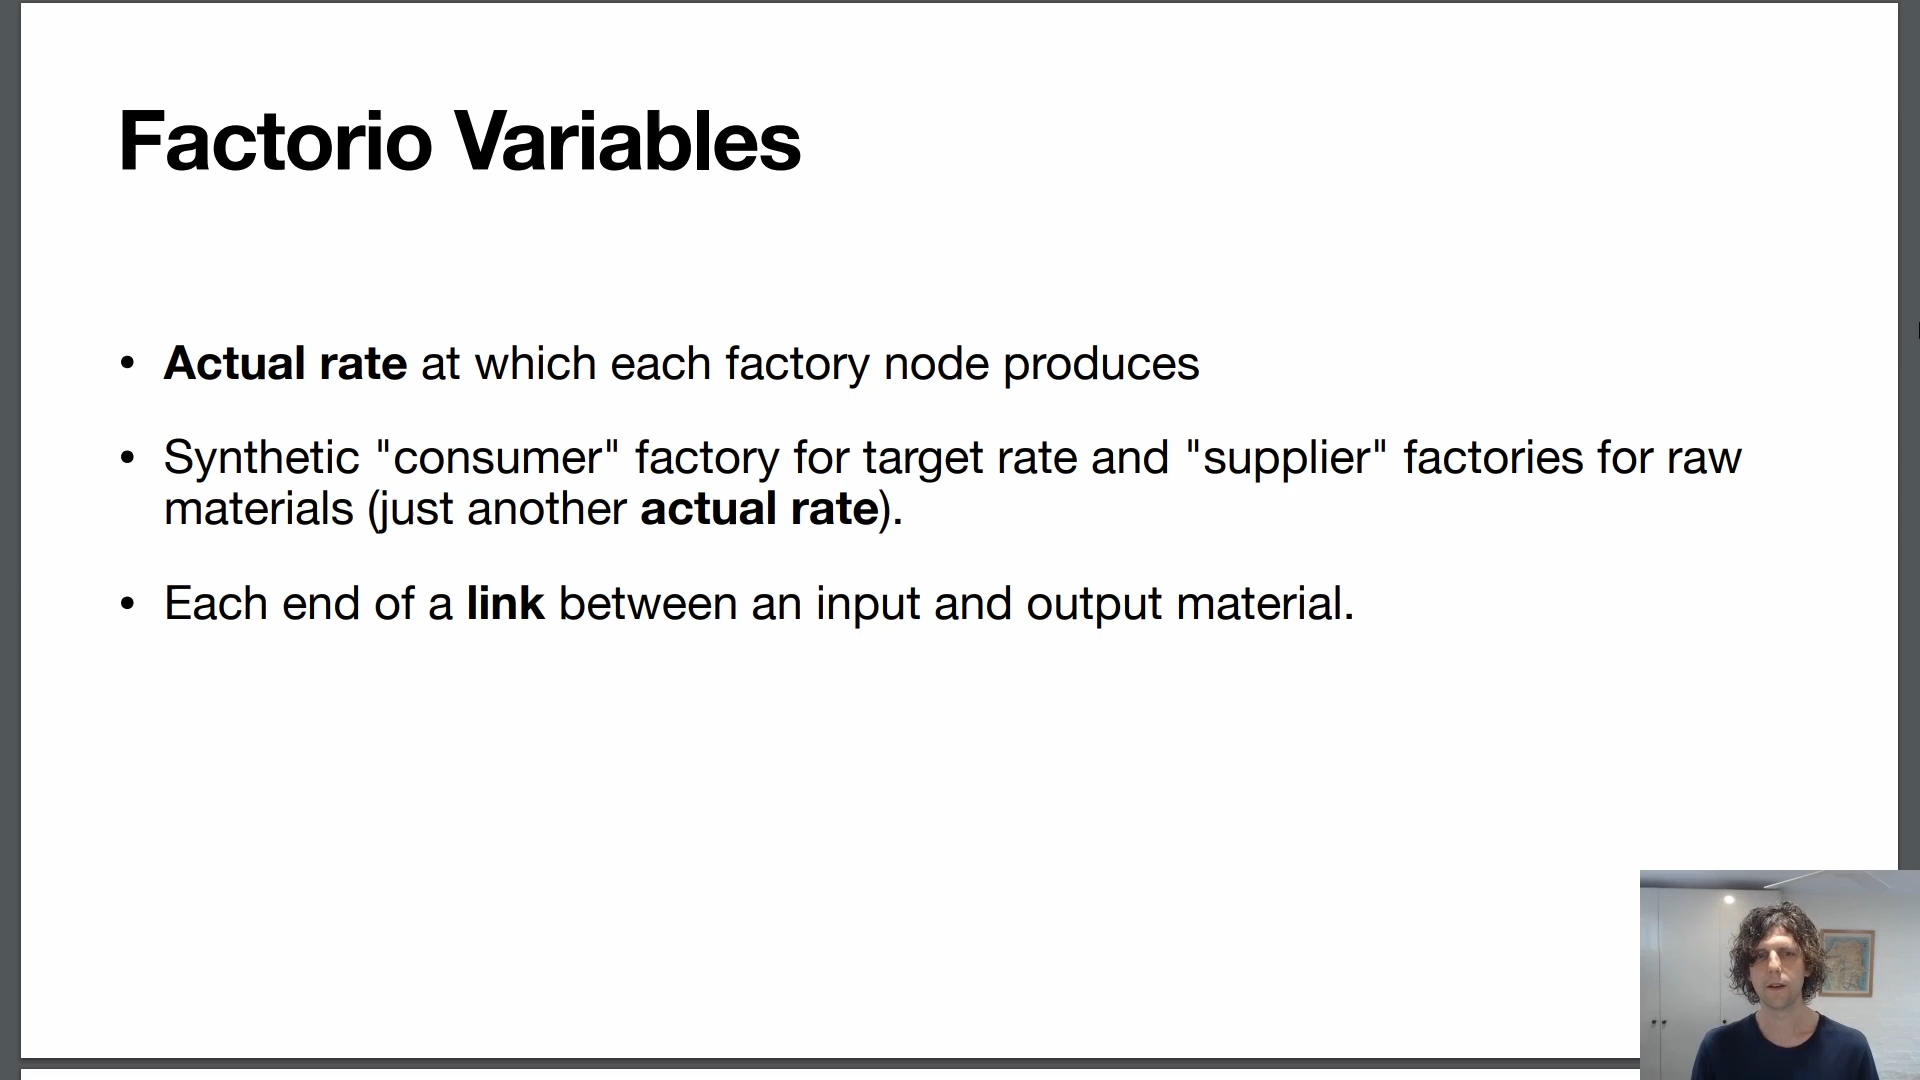 Factorio Variables
• Actual rate at which each factory node produces
• Synthetic "consumer" factory for target rate and "supplier" factories for raw
materials (just another actual rate).
• Each end of a link between an input and output material.